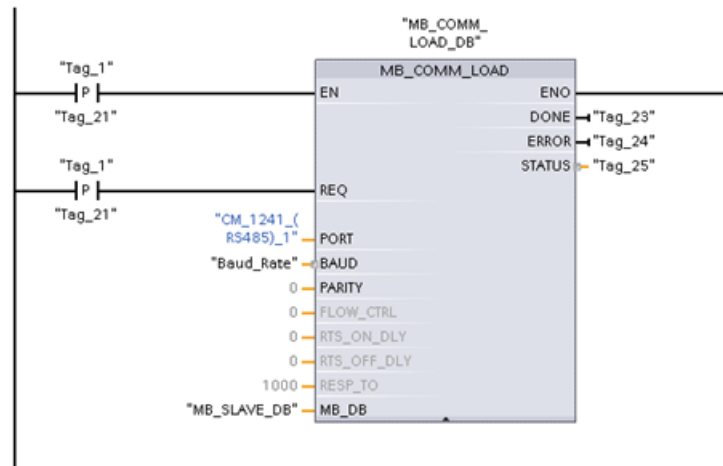 "MB_COMM_
LOAD_DB"
"Tag_1"
P
"Tag_21"
MB_COMM_LOAD
EN
ENO
DONE
"Tag_23"
ERROR
"Tag_24"
STATUS
"Tag_25"
"Tag_1"
P
"Tag_21"
REQ
"CM_1241_(
RS485)_1"
PORT
"Baud_Rate"
BAUD
0
PARITY
0
FLOW_CTRL
0
RTS_ON_DLY
0
RTS_OFF_DLY
1000
RESP_TO
"MB_SLAVE_DB"
MB_DB